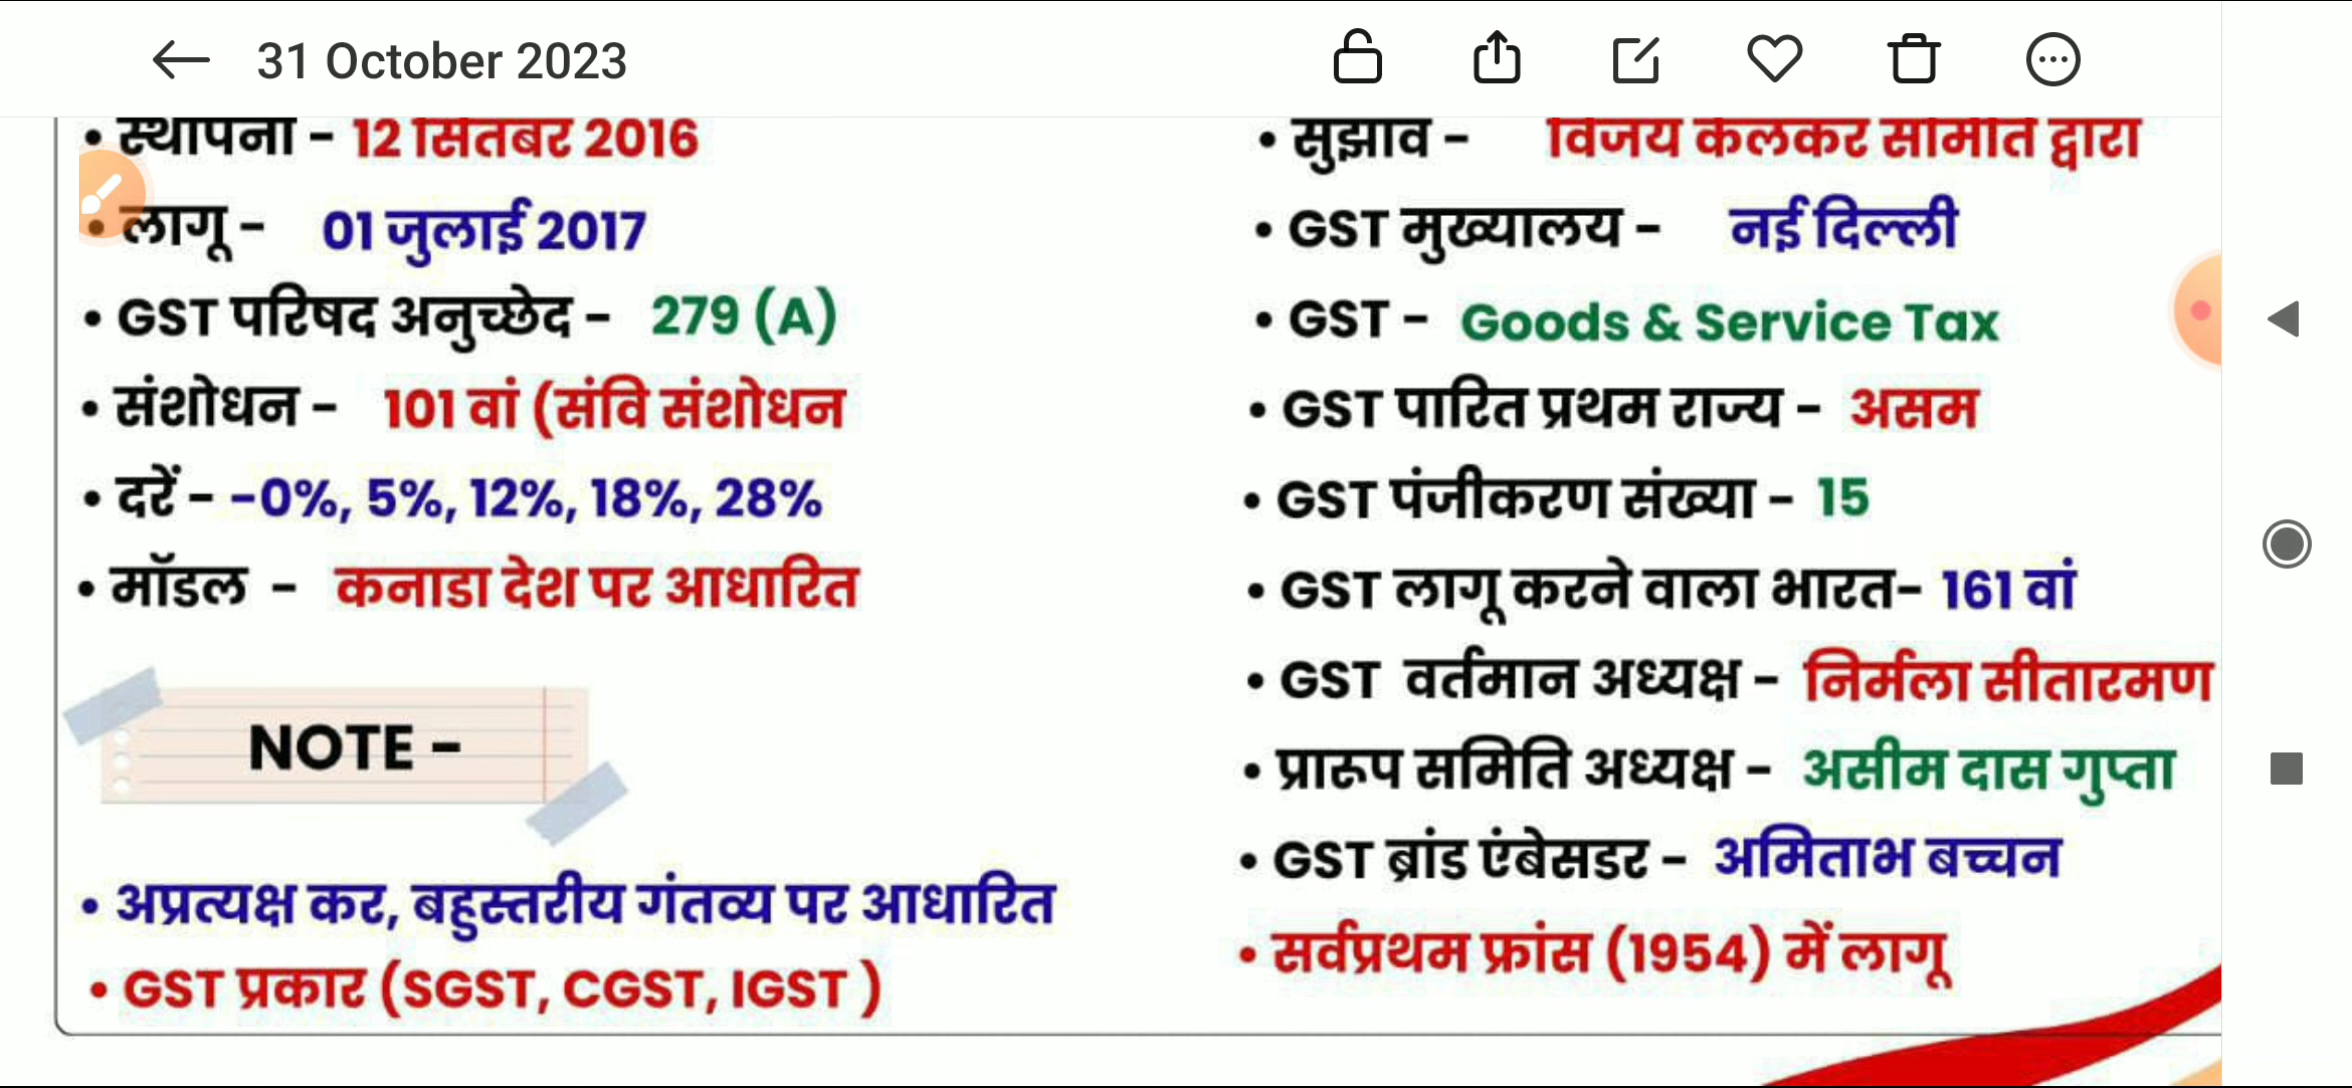 31 October 2023
• स्थापना - 12 सितंबर 2016
• लागू - 01 जुलाई 2017
• GST परिषद अनुच्छेद - 279 (A)
• संशोधन - 101 वां (संवि संशोधन
• दरें - -0%, 5%, 12%, 18%, 28%
• मॉडल - कनाडा देश पर आधारित
NOTE -
• अप्रत्यक्ष कर, बहुस्तरीय गंतव्य पर आधारित
• GST प्रकार (SGST, CGST, IGST )
• सुझाव - विजय केलकर समिति द्वारा
• GST मुख्यालय - नई दिल्ली
• GST - Goods & Service Tax
• GST पारित प्रथम राज्य - असम
• GST पंजीकरण संख्या - 15
• GST लागू करने वाला भारत- 161 वां
• GST वर्तमान अध्यक्ष - निर्मला सीतारमण
• प्रारूप समिति अध्यक्ष - असीम दास गुप्ता
• GST ब्रांड एंबेसडर - अमिताभ बच्चन
• सर्वप्रथम फ्रांस (1954) में लागू